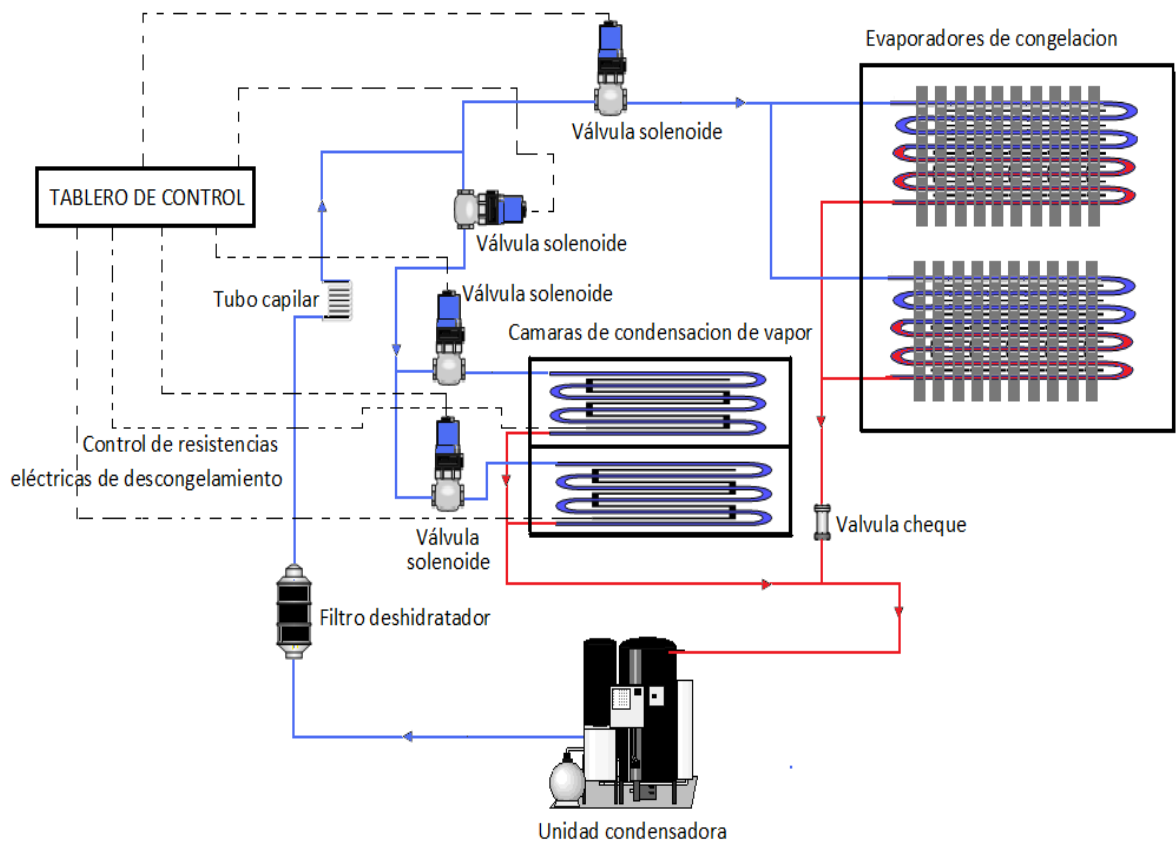 Evaporadores de congelacion
Válvula solenoide
TABLERO DE CONTROL
Válvula solenoide
Tubo capilar
Válvula solenoide
Camaras de condensacion de vapor
Control de resistencias
eléctricas de descongelamiento
Válvula
solenoide
Valvula cheque
Filtro deshidratador
Unidad condensadora